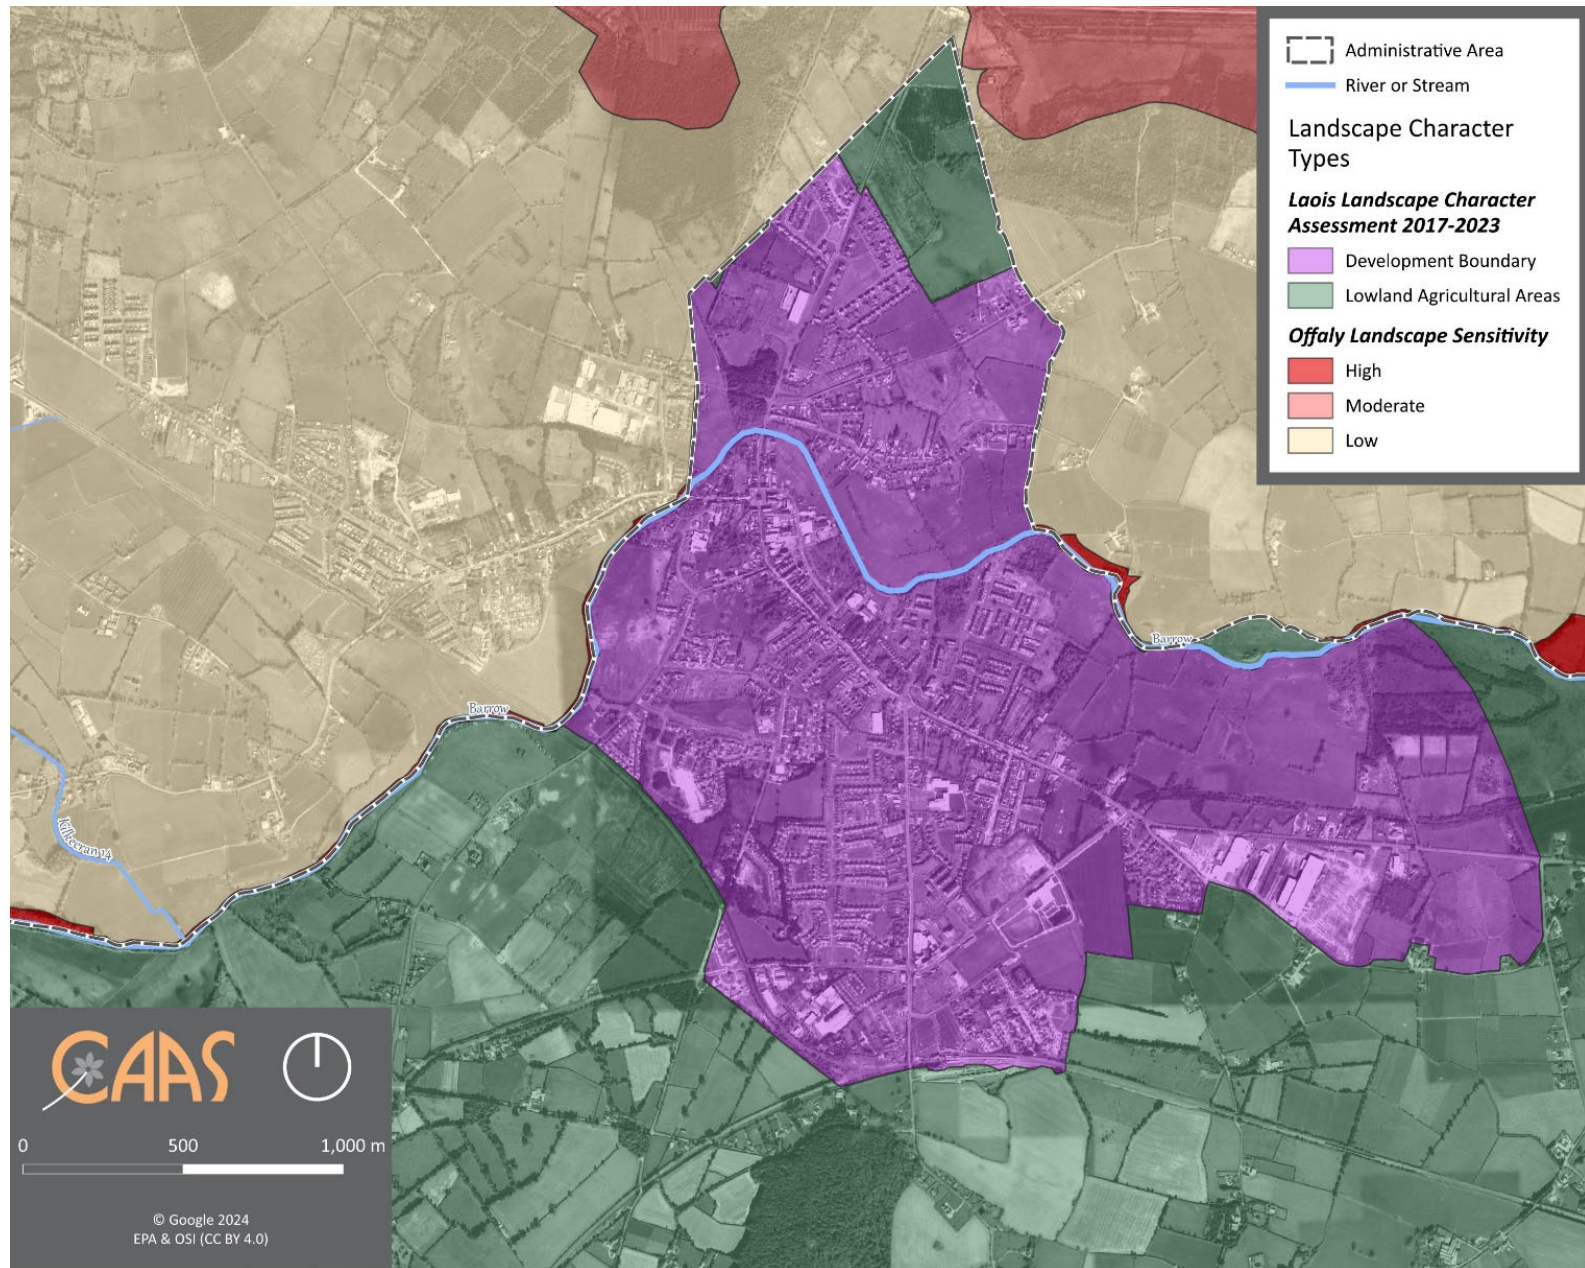 Administrative Area
River or Stream
Landscape Character
Types
Laois Landscape Character
Assessment 2017-2023
Development Boundary
Lowland Agricultural Areas
Offaly Landscape Sensitivity
High
Moderate
Low
Barrow
Barrow
Kilkeeran 14
CAAS
0 500 1,000 m
© Google 2024
EPA & OSI (CC BY 4.0)